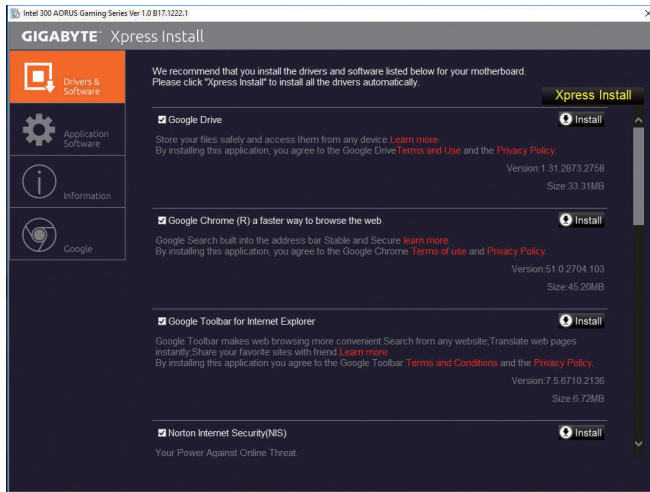 Intel 300 AORUS Gaming Series Ver 1.0 B17.1222.1
GIGABYTE™ Xpress Install
Drivers &
Software
Application
Software
Information
Google
We recommend that you install the drivers and software listed below for your motherboard.
Please click "Xpress Install" to install all the drivers automatically.
Xpress Install
Google Drive
Install
Store your files safely and access them from any device.Learn more
By installing this application, you agree to the Google DriveTerms and Use and the Privacy Policy.
Version:1.31.2873.2758
Size:33.31MB
Google Chrome (R) a faster way to browse the web
Install
Google Search built into the address bar Stable and Secure learn more
By installing this application, you agree to the Google Chrome Terms of use and Privacy Policy.
Version:51.0.2704.103
Size:45.20MB
Google Toolbar for Internet Explorer
Install
Google Toolbar makes web browsing more convenient:Search from any website;Translate web pages
instantly;Share your favorite sites with friend.Learn more
By installing this application you agree to the Google Toolbar Terms and Conditions and the Privacy Policy.
Version:7.5.6710.2136
Size:6.72MB
Norton Internet Security(NIS)
Install
Your Power Against Online Threat.